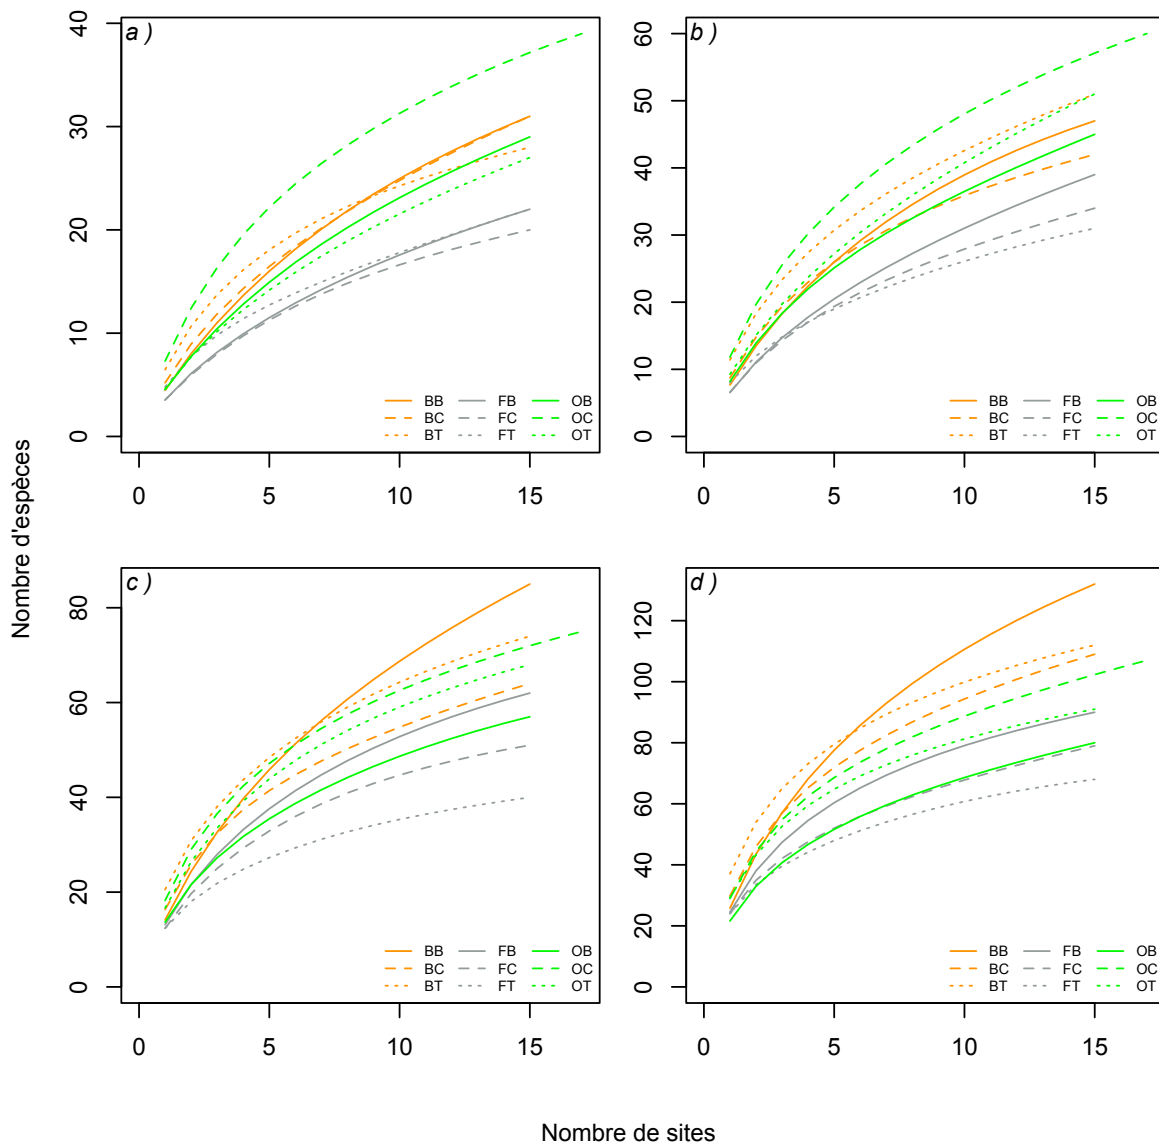 a )
40
30
20
10
0
0 5 10 15
BB FB OB
BC FC OC
BT FT OT
b )
60
50
40
30
20
10
0
0 5 10 15
BB FB OB
BC FC OC
BT FT OT
Nombre d'espèces
c )
80
60
40
20
0
0 5 10 15
BB FB OB
BC FC OC
BT FT OT
d )
120
100
80
60
40
20
0
0 5 10 15
BB FB OB
BC FC OC
BT FT OT
Nombre de sites